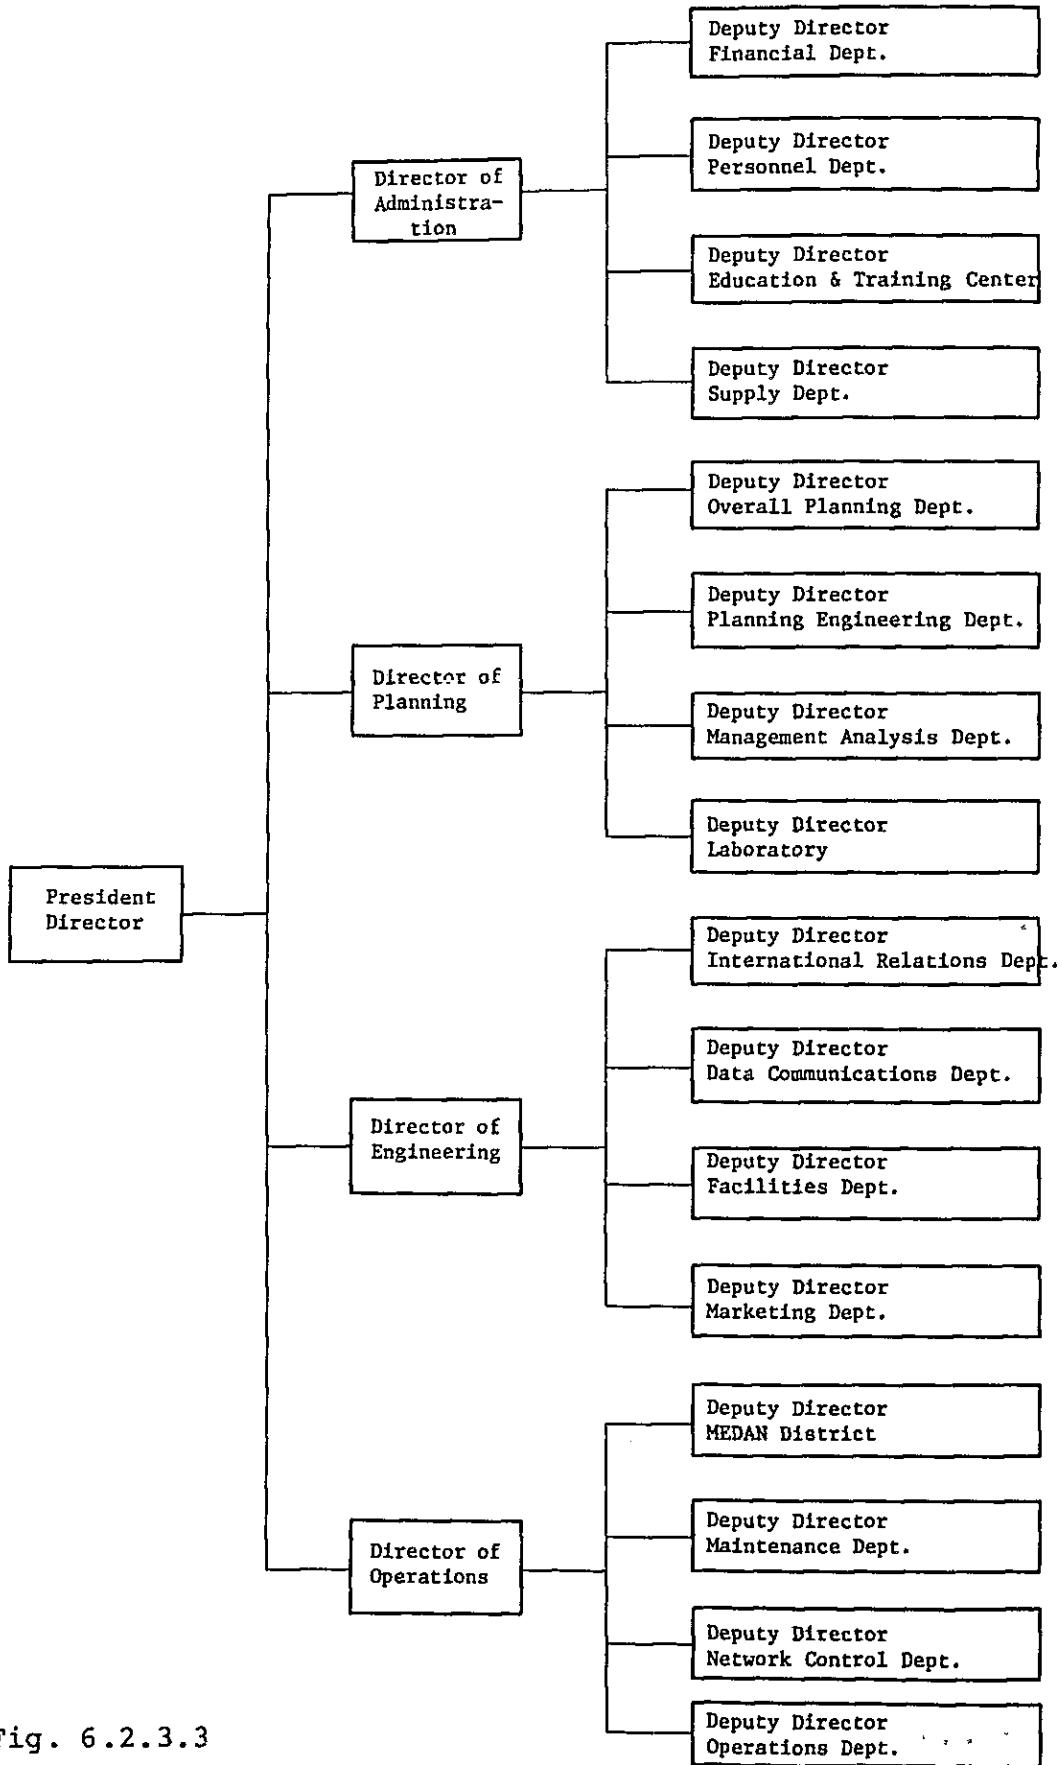 Deputy Director
Financial Dept.
Deputy Director
Personnel Dept.
Director of
Administra-
tion
Deputy Director
Education & Training Center
Deputy Director
Supply Dept.
Deputy Director
Overall Planning Dept.
Deputy Director
Planning Engineering Dept.
Director of
Planning
Deputy Director
Management Analysis Dept.
Deputy Director
Laboratory
President
Director
Deputy Director
International Relations Dept.
Deputy Director
Data Communications Dept.
Director of
Engineering
Deputy Director
Facilities Dept.
Deputy Director
Marketing Dept.
Deputy Director
MEDAN District
Deputy Director
Maintenance Dept.
Director of
Operations
Deputy Director
Network Control Dept.
Deputy Director
Operations Dept.
Fig. 6.2.3.3